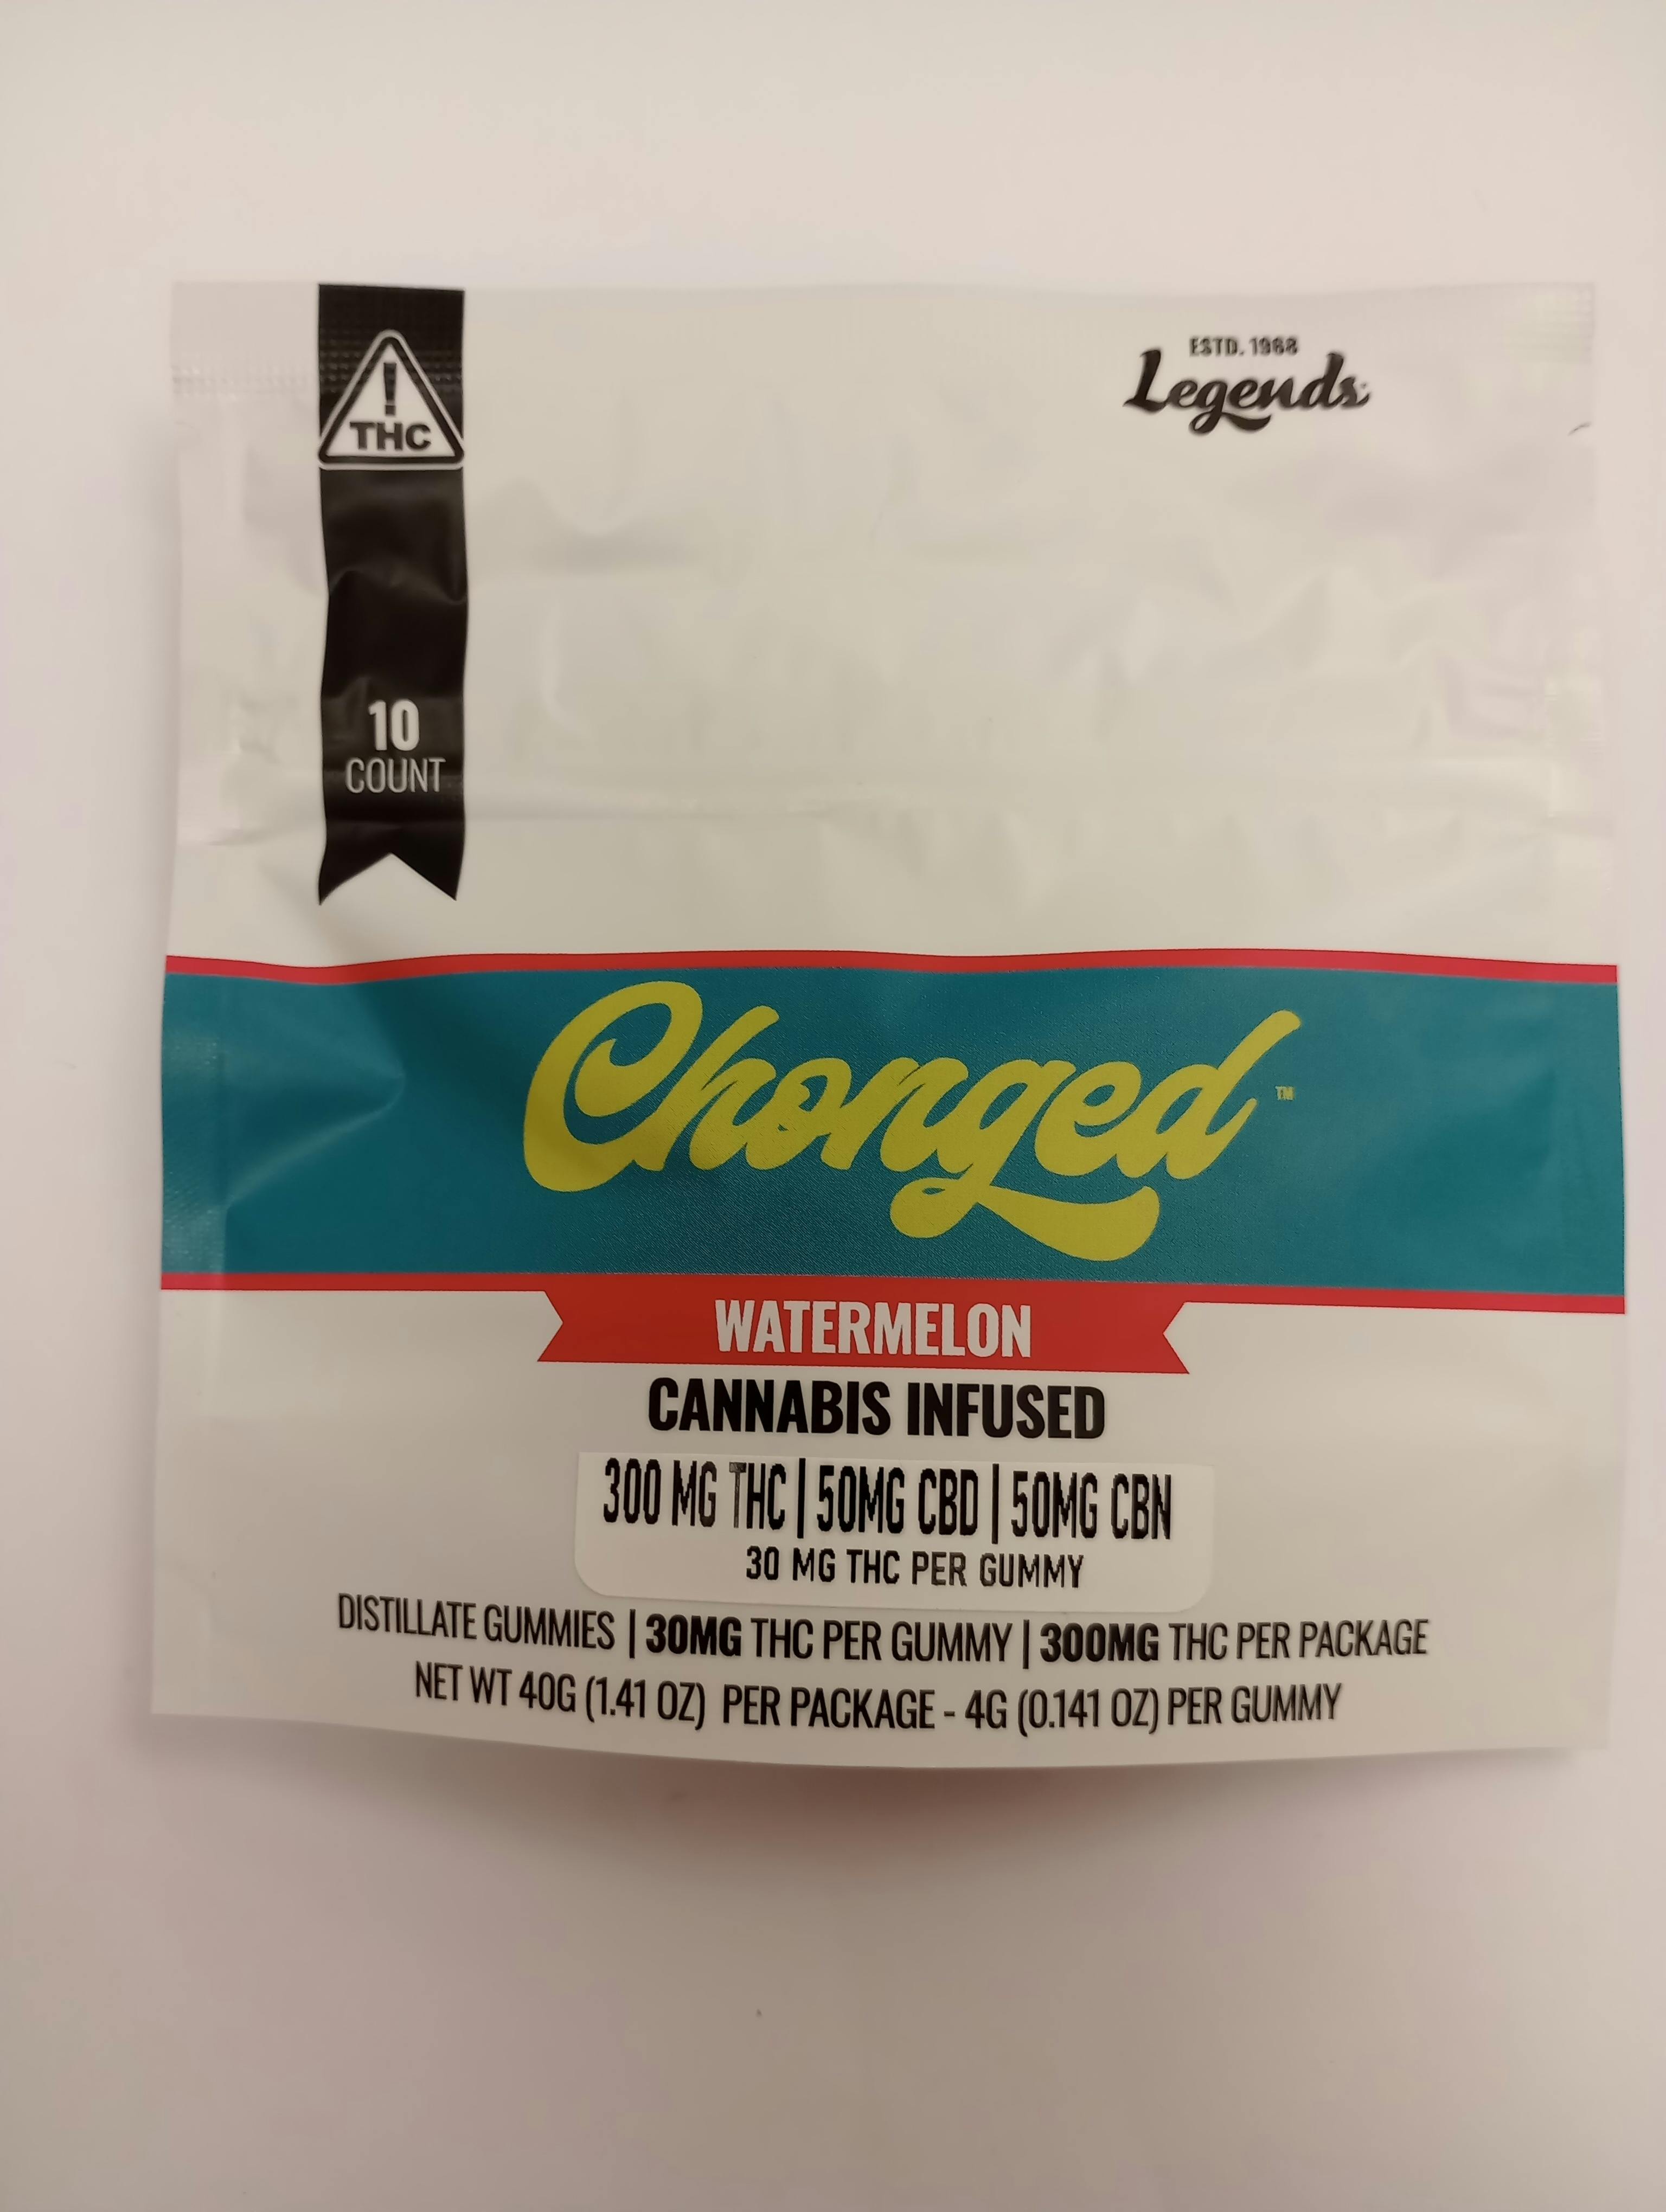 !
THC
ESTD. 1968
Legends
10
COUNT
Chonged™
WATERMELON
CANNABIS INFUSED
300 MG THC | 50MG CBD | 50MG CBN
30 MG THC PER GUMMY
DISTILLATE GUMMIES | 30MG THC PER GUMMY | 300MG THC PER PACKAGE
NET WT 40G (1.41 OZ) PER PACKAGE - 4G (0.141 OZ) PER GUMMY